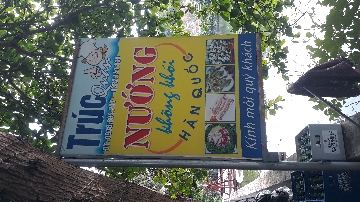 Trúc
NƯỚNG
không khói
HÀN QUỐC
Kính mời quý khách